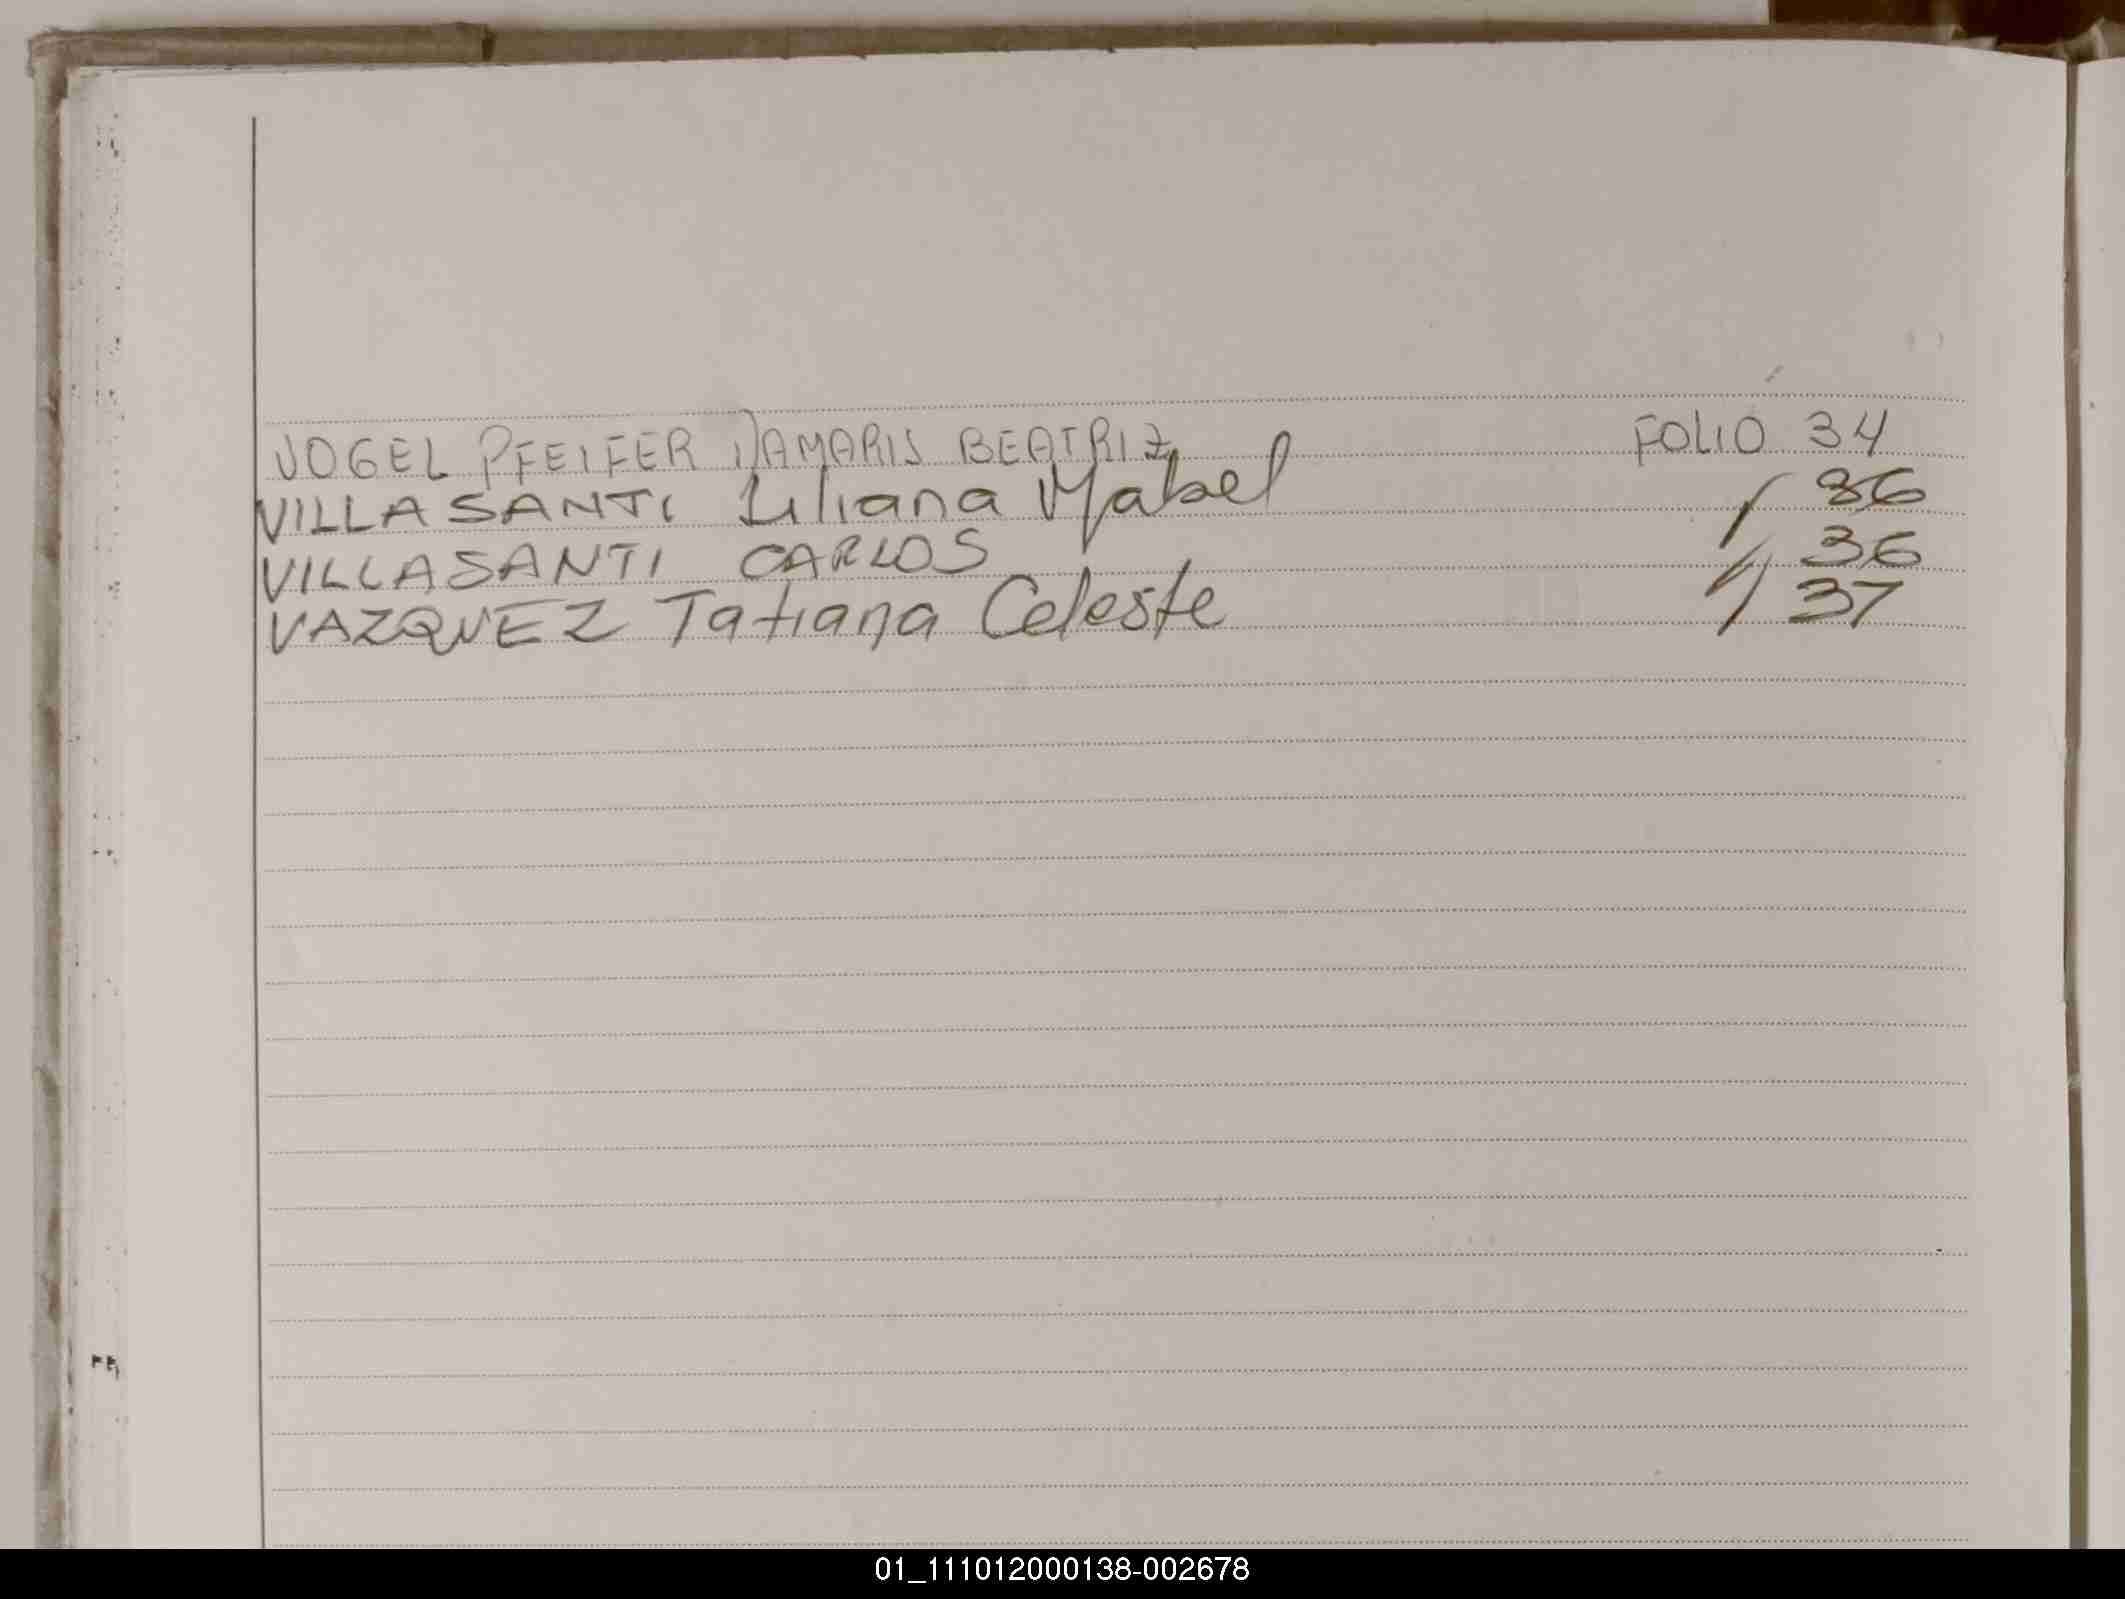 VOGEL PFEIFER DAMARIS BEATRIZ FOLIO 34
VILLASANTI Liliana Mabel / 36
VILLASANTI CARLOS // 36
VAZQUEZ Tatiana Celeste / 37
01_111012000138-002678